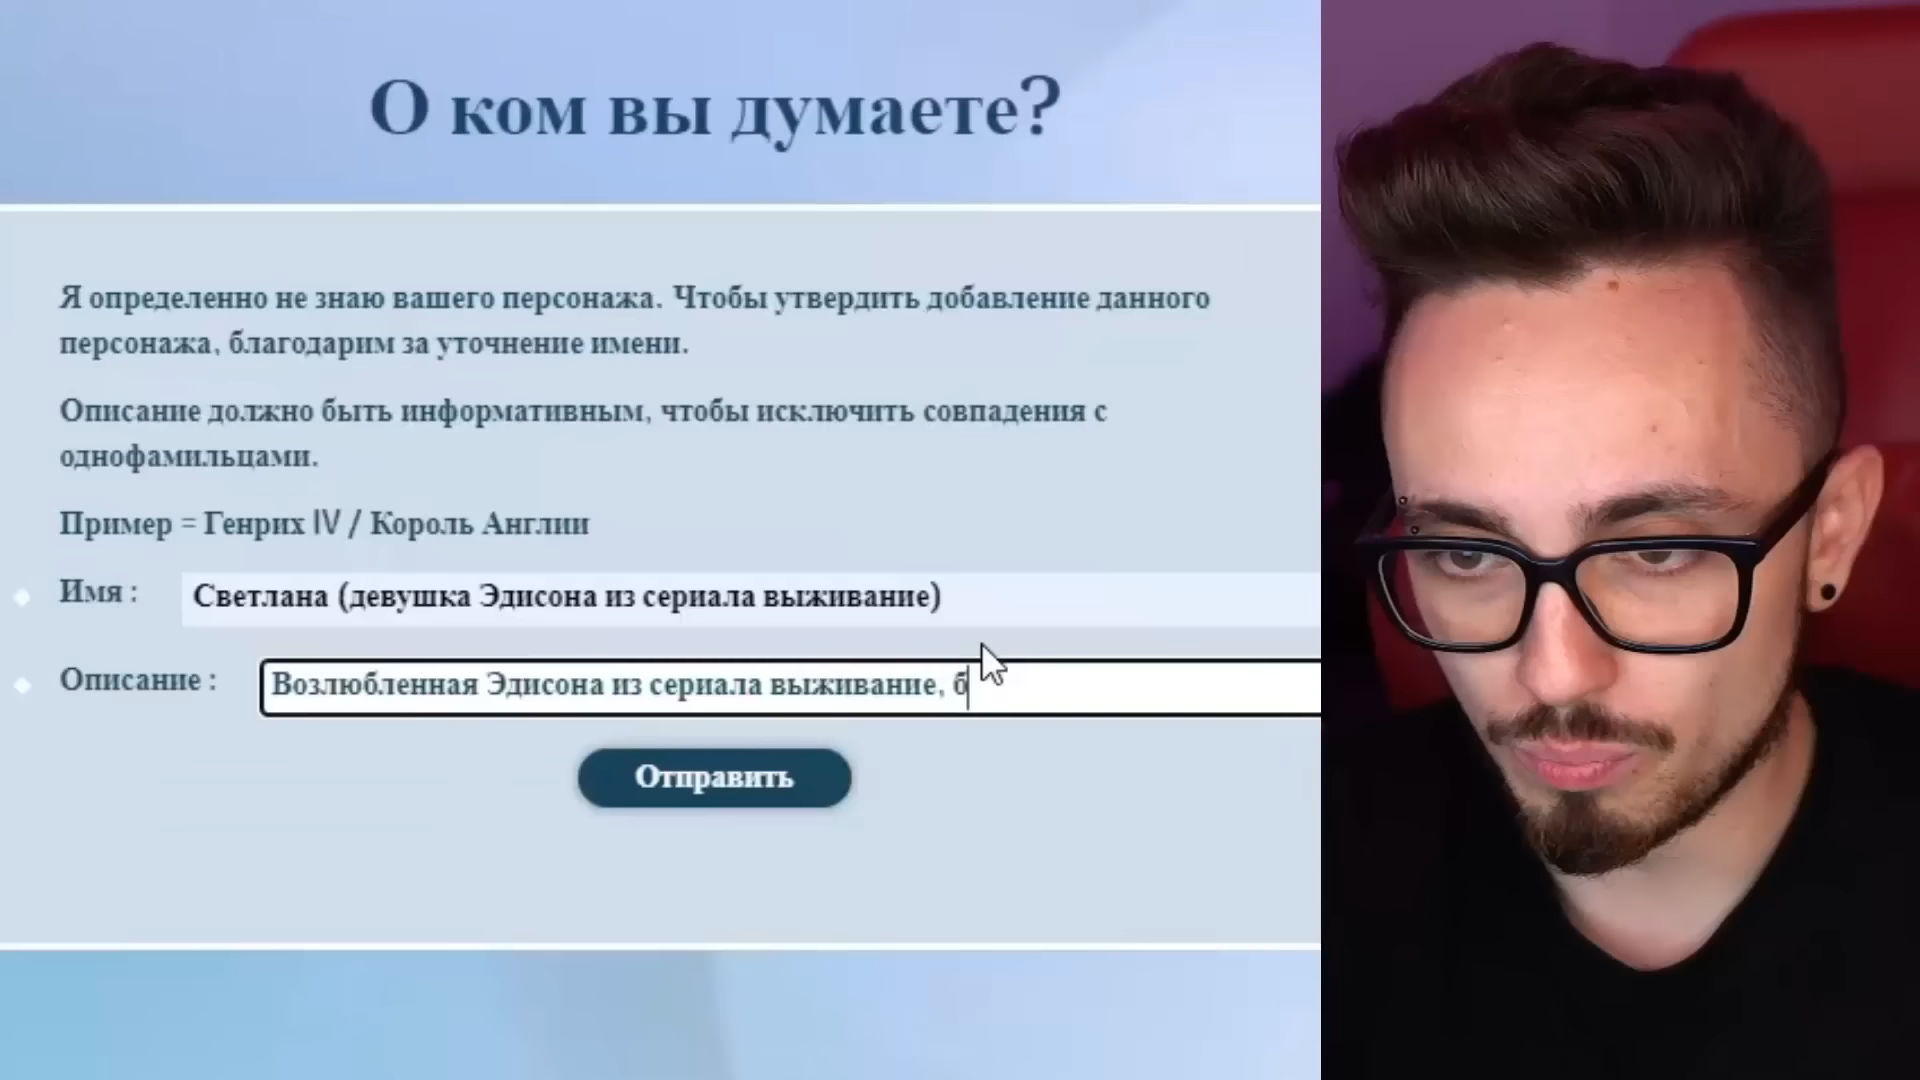 О ком вы думаете?
Я определенно не знаю вашего персонажа. Чтобы утвердить добавление данного
персонажа, благодарим за уточнение имени.
Описание должно быть информативным, чтобы исключить совпадения с
однофамильцами.
Пример = Генрих IV / Король Англии
Имя : Светлана (девушка Эдисона из сериала выживание)
Описание : Возлюбленная Эдисона из сериала выживание, б
Отправить